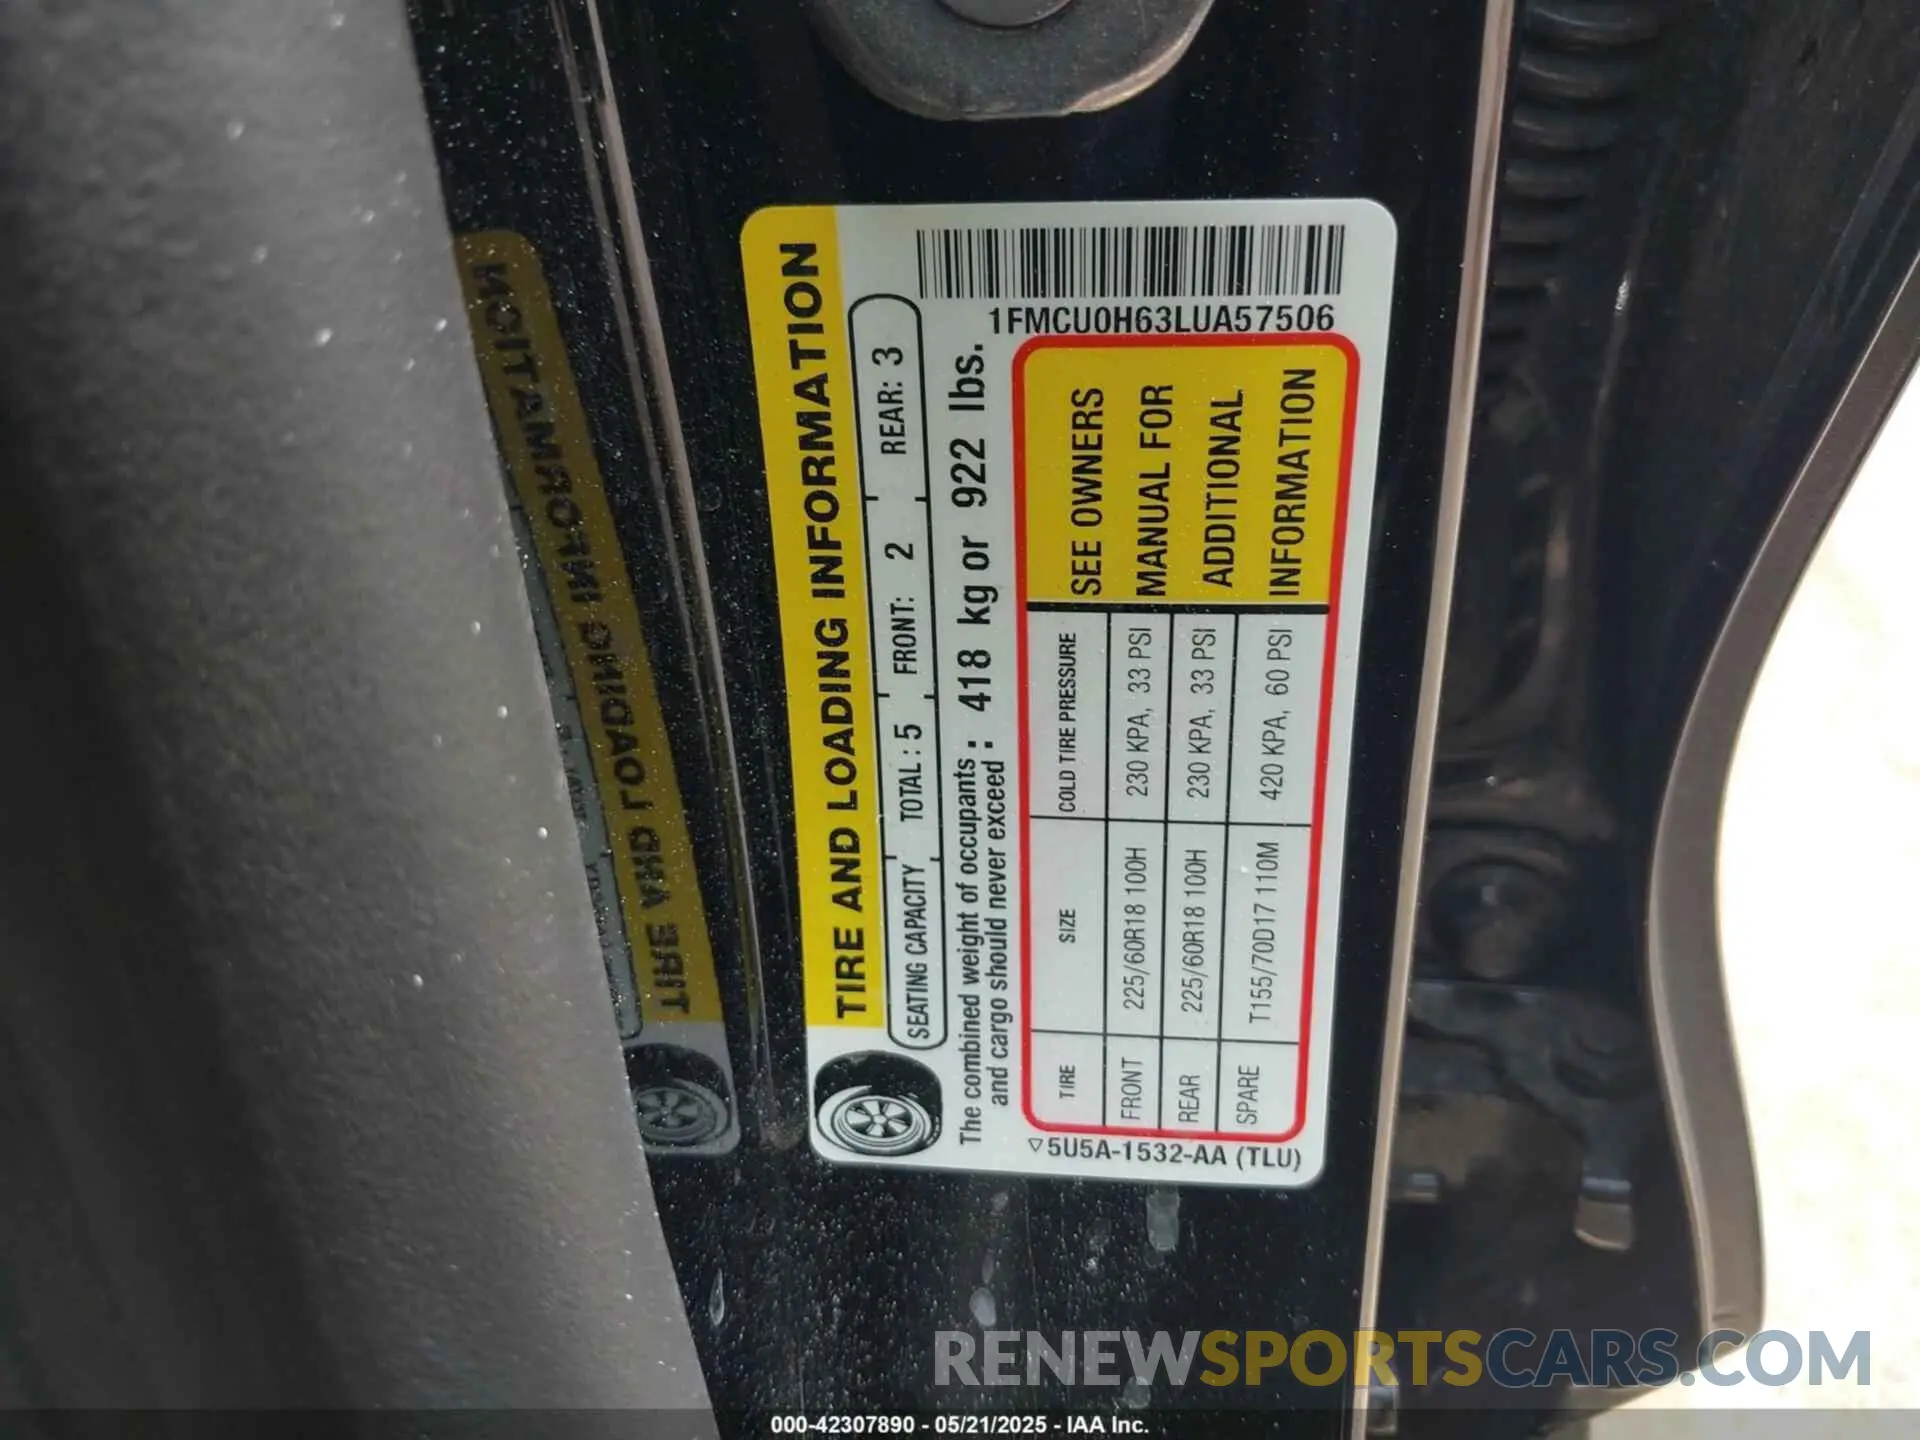 TIRE AND LOADING INFORMATION
SEATING CAPACITY TOTAL : 5 FRONT: 2 REAR: 3
The combined weight of occupants and cargo should never exceed : 418 kg or 922 lbs.
1FMCU0H63LUA57506
TIRE SIZE COLD TIRE PRESSURE
FRONT 225/60R18 100H 230 KPA, 33 PSI
REAR 225/60R18 100H 230 KPA, 33 PSI
SPARE T155/70D17 110M 420 KPA, 60 PSI
SEE OWNERS
MANUAL FOR
ADDITIONAL
INFORMATION
5U5A-1532-AA (TLU)
TIRE AND LOADING INFORMATION
RENEWSPORTSCARS.COM
000-42307890 - 05/21/2025 - IAA Inc.